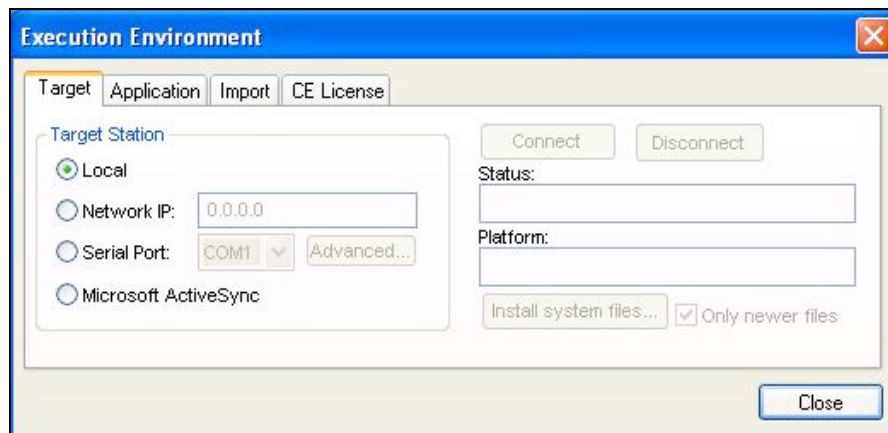 Execution Environment
Target Application Import CE License
Target Station
Local
Network IP: 0.0.0.0
Serial Port: COM1 Advanced...
Microsoft ActiveSync
Connect Disconnect
Status:
Platform:
Install system files... Only newer files
Close